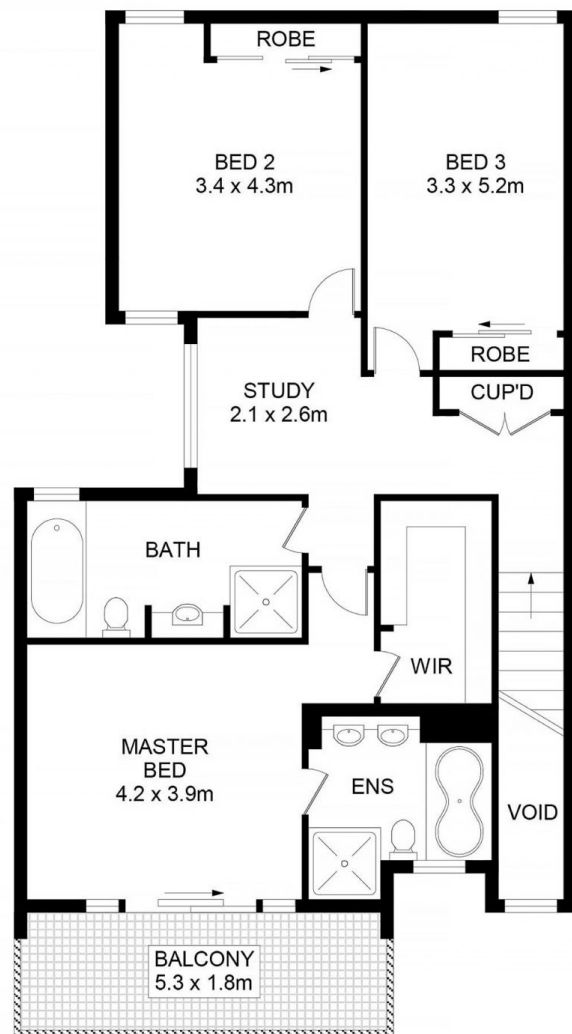 ROBE
BED 2
3.4 x 4.3m
BED 3
3.3 x 5.2m
ROBE
CUP'D
STUDY
2.1 x 2.6m
BATH
WIR
MASTER
BED
4.2 x 3.9m
ENS
VOID
BALCONY
5.3 x 1.8m